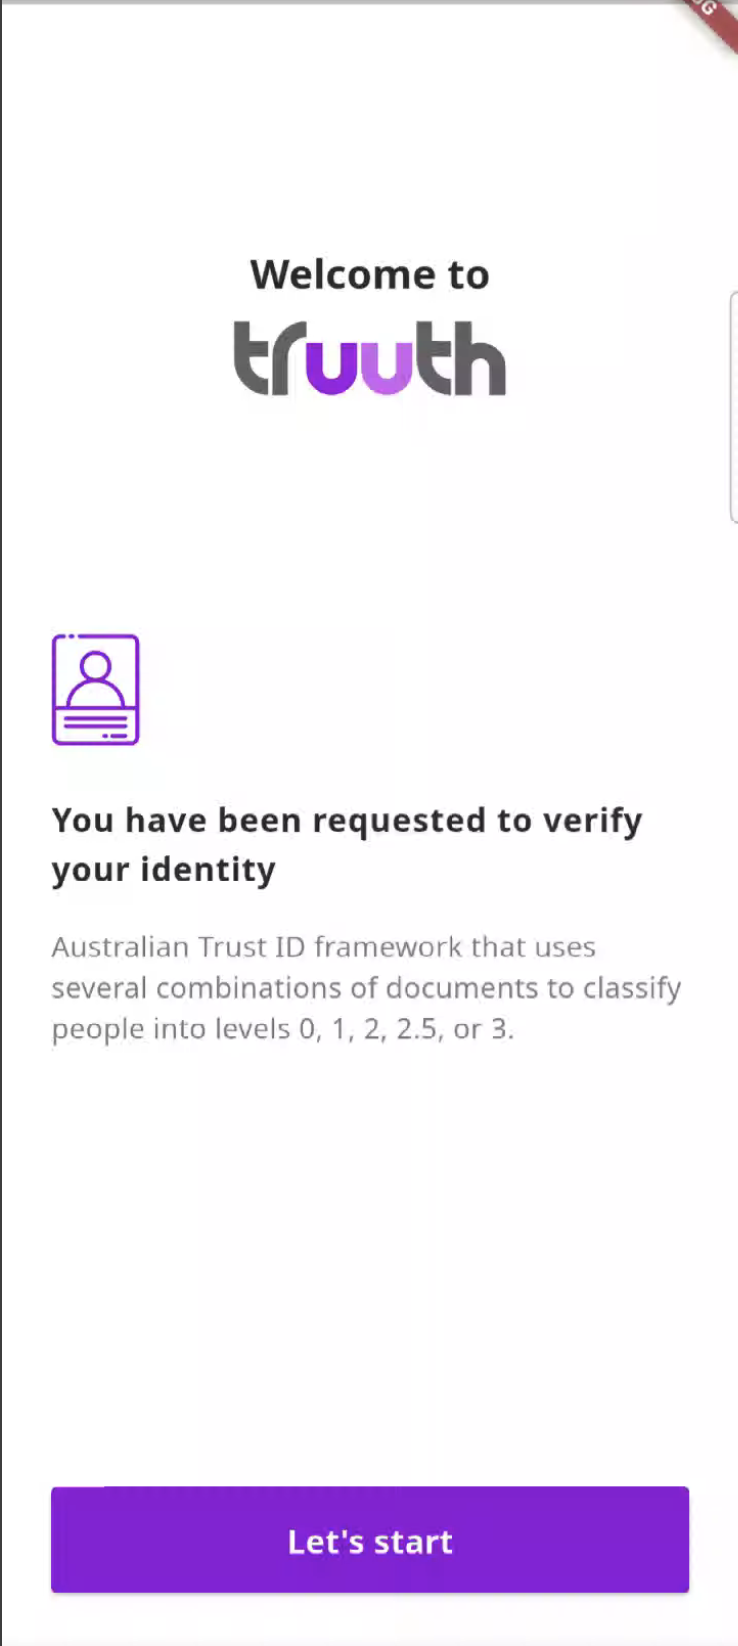 Welcome to
truuth
You have been requested to verify
your identity
Australian Trust ID framework that uses
several combinations of documents to classify
people into levels 0, 1, 2, 2.5, or 3.
Let's start